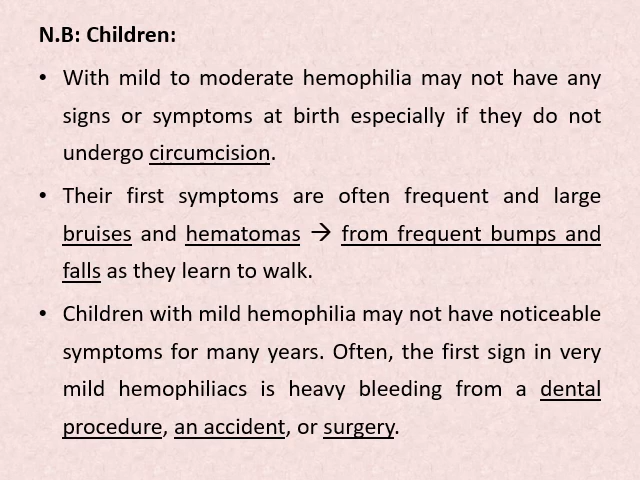 N.B: Children:
• With mild to moderate hemophilia may not have any
signs or symptoms at birth especially if they do not
undergo circumcision.
• Their first symptoms are often frequent and large
bruises and hematomas → from frequent bumps and
falls as they learn to walk.
• Children with mild hemophilia may not have noticeable
symptoms for many years. Often, the first sign in very
mild hemophiliacs is heavy bleeding from a dental
procedure, an accident, or surgery.